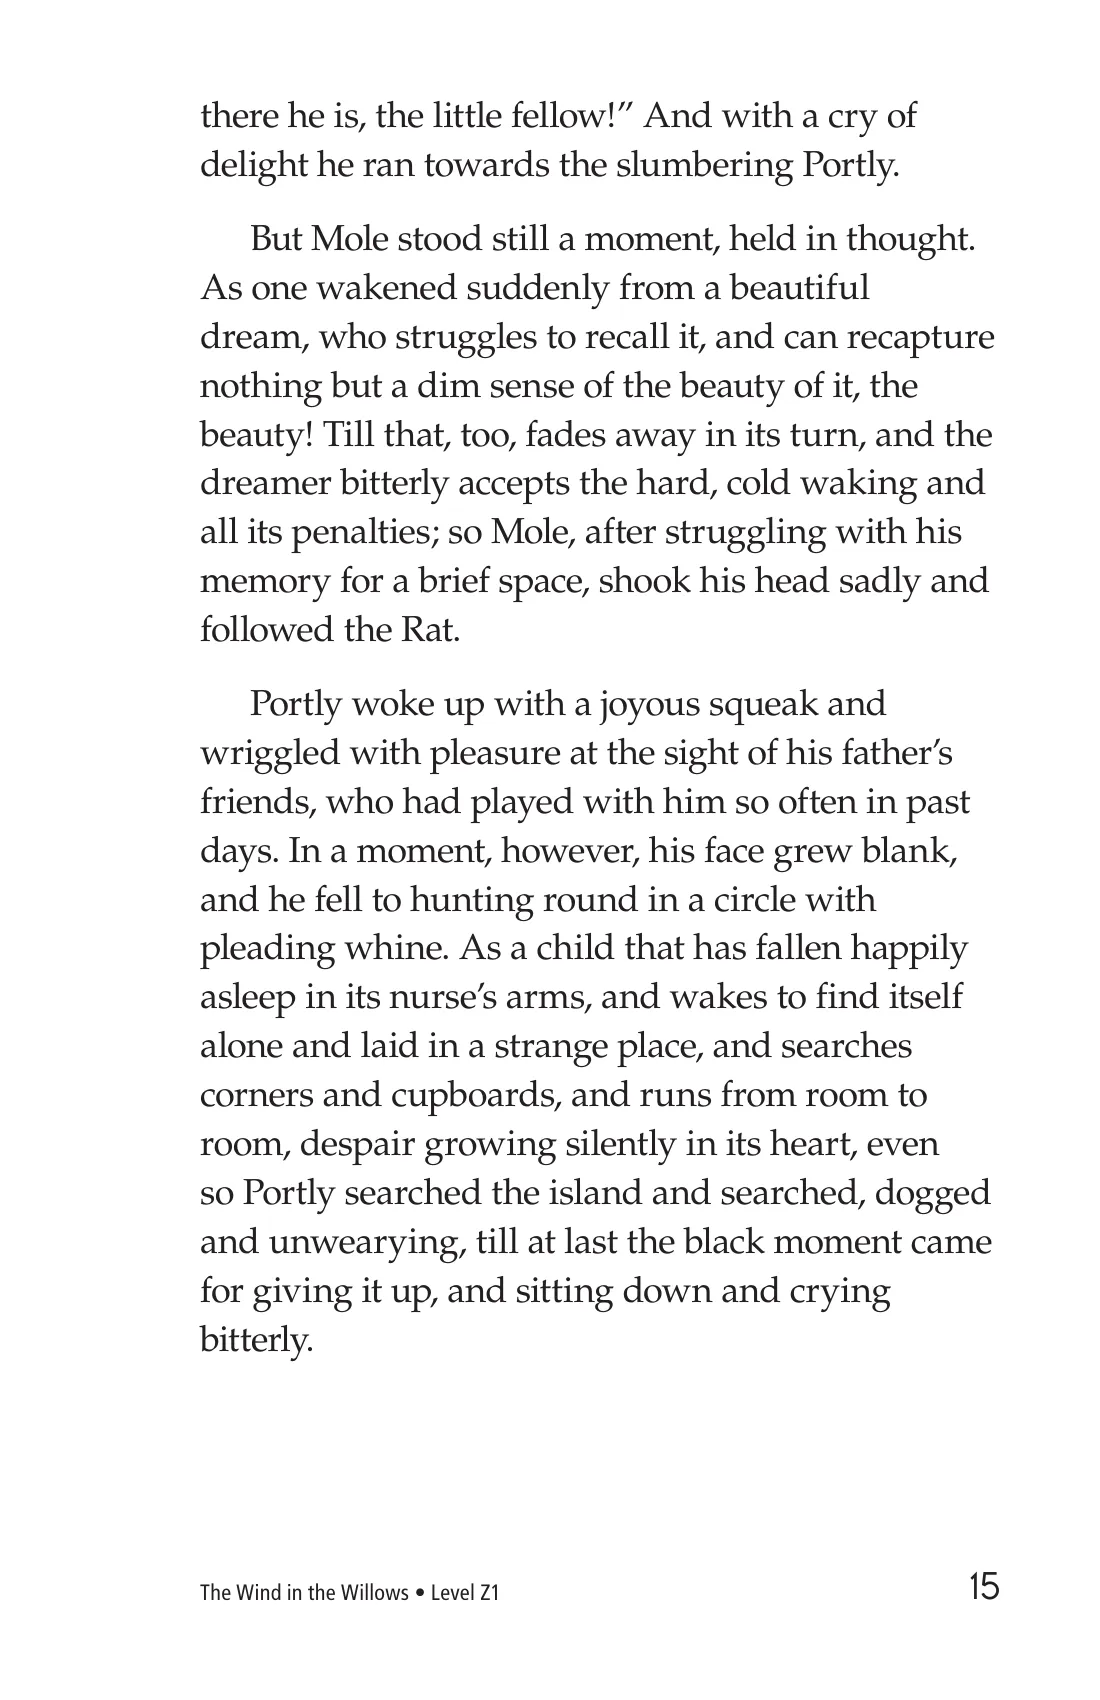 there he is, the little fellow!” And with a cry of
delight he ran towards the slumbering Portly.
But Mole stood still a moment, held in thought.
As one wakened suddenly from a beautiful
dream, who struggles to recall it, and can recapture
nothing but a dim sense of the beauty of it, the
beauty! Till that, too, fades away in its turn, and the
dreamer bitterly accepts the hard, cold waking and
all its penalties; so Mole, after struggling with his
memory for a brief space, shook his head sadly and
followed the Rat.
Portly woke up with a joyous squeak and
wriggled with pleasure at the sight of his father’s
friends, who had played with him so often in past
days. In a moment, however, his face grew blank,
and he fell to hunting round in a circle with
pleading whine. As a child that has fallen happily
asleep in its nurse’s arms, and wakes to find itself
alone and laid in a strange place, and searches
corners and cupboards, and runs from room to
room, despair growing silently in its heart, even
so Portly searched the island and searched, dogged
and unwearying, till at last the black moment came
for giving it up, and sitting down and crying
bitterly.
The Wind in the Willows • Level Z1 15